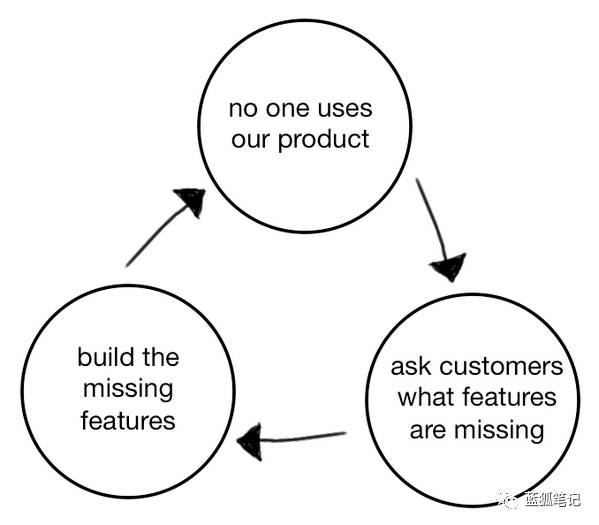 no one uses
our product
ask customers
what features
are missing
build the
missing
features
蓝狐笔记